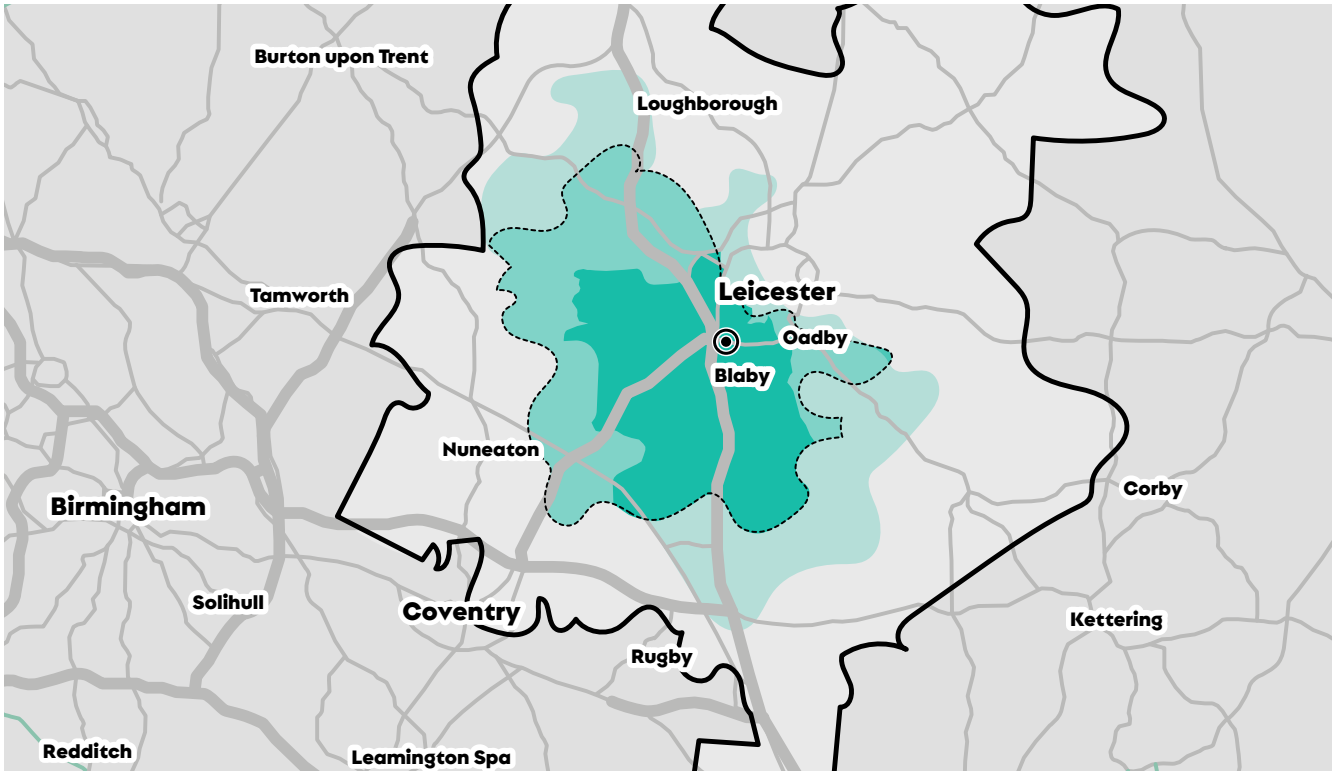 Burton upon Trent
Loughborough
Leicester
Tamworth
Oadby
Blaby
Nuneaton
Corby
Birmingham
Solihull
Coventry
Kettering
Rugby
Redditch
Leamington Spa